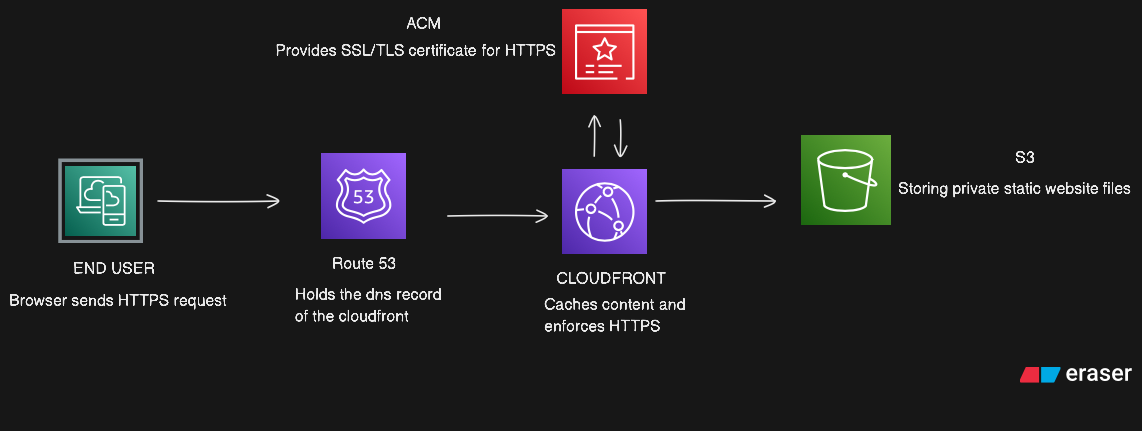 ACM
Provides SSL/TLS certificate for HTTPS
53
S3
Storing private static website files
END USER
Browser sends HTTPS request
Route 53
Holds the dns record
of the cloudfront
CLOUDFRONT
Caches content and
enforces HTTPS
eraser